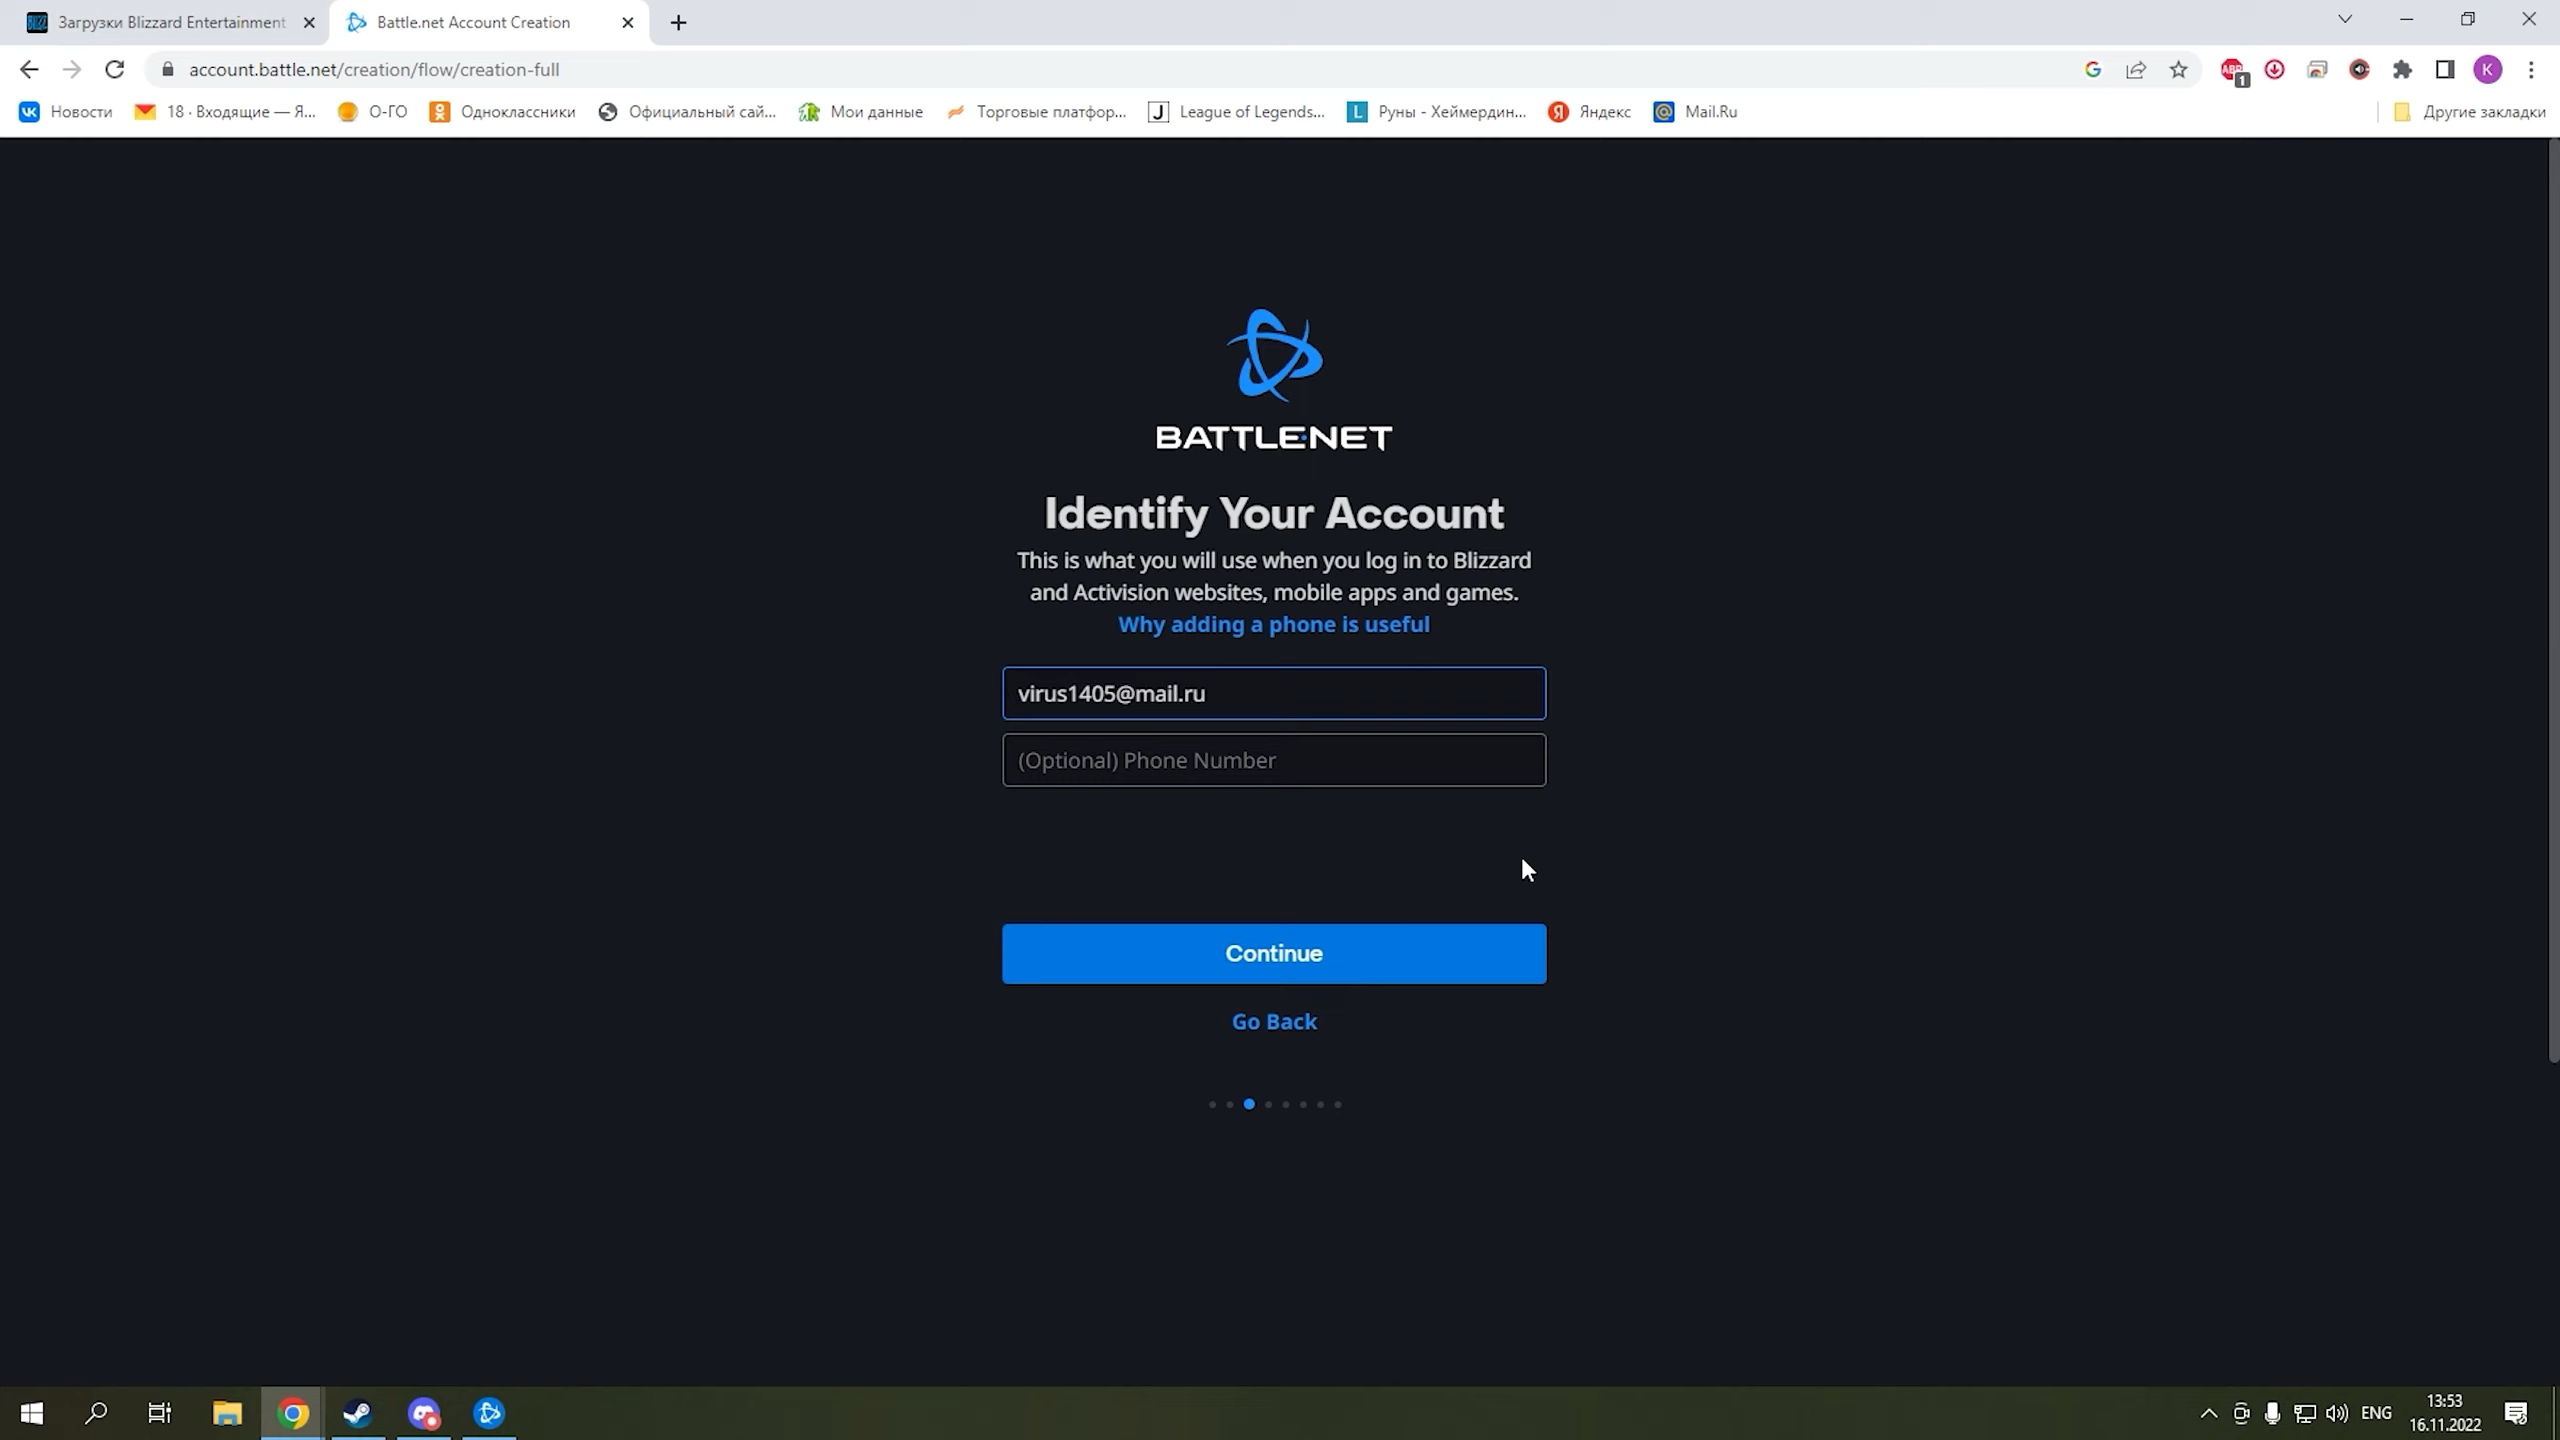 Загрузки Blizzard Entertainment
Battle.net Account Creation
account.battle.net/creation/flow/creation-full
ABP
1
K
Новости
18 · Входящие — Я...
О-ГО
Одноклассники
Официальный сай...
Мои данные
Торговые платфор...
League of Legends...
Руны - Хеймердин...
Яндекс
Mail.Ru
Другие закладки
BATTLE.NET
Identify Your Account
This is what you will use when you log in to Blizzard
and Activision websites, mobile apps and games.
Why adding a phone is useful
virus1405@mail.ru
(Optional) Phone Number
Continue
Go Back
ENG
13:53
16.11.2022